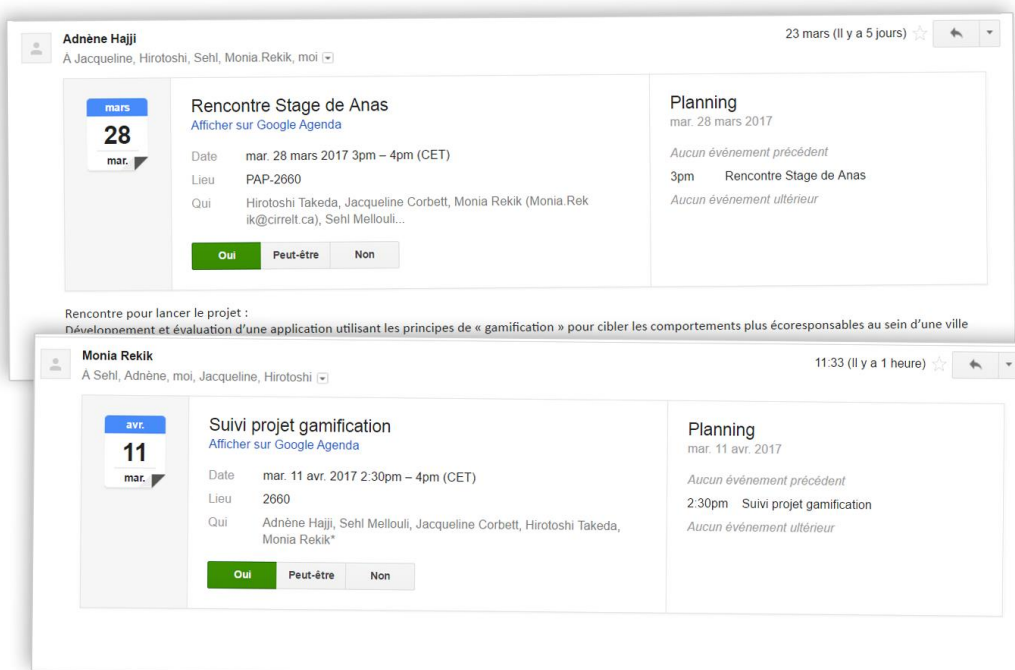 Adnène Hajji
23 mars (Il y a 5 jours)
À Jacqueline, Hirotoshi, Sehl, Monia.Rekik, moi
mars
28
mar.
Rencontre Stage de Anas
Afficher sur Google Agenda
Date mar. 28 mars 2017 3pm – 4pm (CET)
Lieu PAP-2660
Qui Hirotoshi Takeda, Jacqueline Corbett, Monia Rekik (Monia.Rek
ik@cirrelt.ca), Sehl Mellouli...
Oui Peut-être Non
Planning
mar. 28 mars 2017
Aucun événement précédent
3pm Rencontre Stage de Anas
Aucun événement ultérieur
Rencontre pour lancer le projet :
Développement et évaluation d’une application utilisant les principes de « gamification » pour cibler les comportements plus écoresponsables au sein d’une ville
Monia Rekik
11:33 (Il y a 1 heure)
À Sehl, Adnène, moi, Jacqueline, Hirotoshi
avr.
11
mar.
Suivi projet gamification
Afficher sur Google Agenda
Date mar. 11 avr. 2017 2:30pm – 4pm (CET)
Lieu 2660
Qui Adnène Hajji, Sehl Mellouli, Jacqueline Corbett, Hirotoshi Takeda,
Monia Rekik*
Oui Peut-être Non
Planning
mar. 11 avr. 2017
Aucun événement précédent
2:30pm Suivi projet gamification
Aucun événement ultérieur